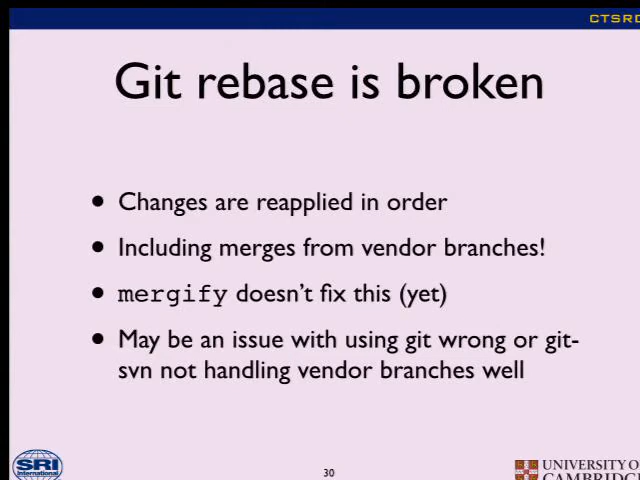 CTSRD
Git rebase is broken
• Changes are reapplied in order
• Including merges from vendor branches!
• mergify doesn't fix this (yet)
• May be an issue with using git wrong or git-
svn not handling vendor branches well
SRI
International
30
UNIVERSITY OF
CAMBRIDGE